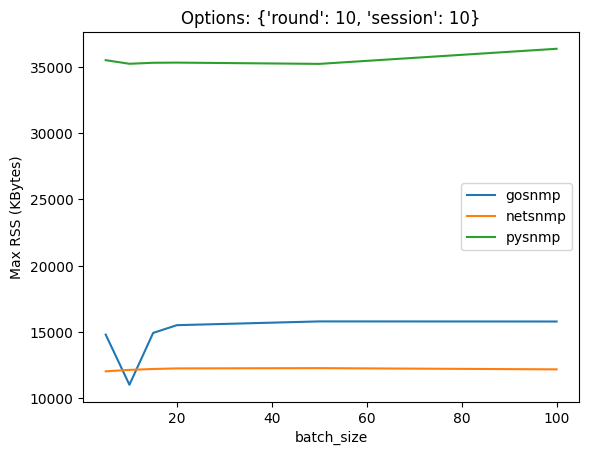 Options: {'round': 10, 'session': 10}
Max RSS (KBytes)
35000
30000
25000
20000
15000
10000
gosnmp
netsnmp
pysnmp
20
40
60
80
100
batch_size